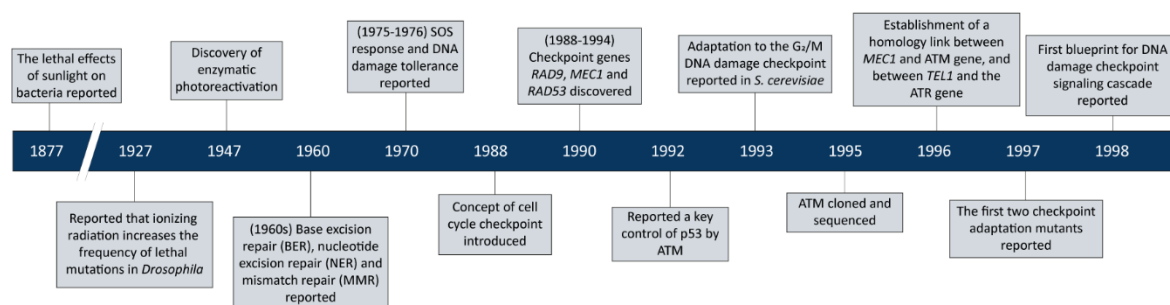 The lethal effects
of sunlight on
bacteria reported
Discovery of
enzymatic
photoreactivation
(1975-1976) SOS
response and DNA
damage tollerance
reported
(1988-1994)
Checkpoint genes
RAD9, MEC1 and
RAD53 discovered
Adaptation to the G₂/M
DNA damage checkpoint
reported in S. cerevisiae
Establishment of a
homology link between
MEC1 and ATM gene, and
between TEL1 and the
ATR gene
First blueprint for DNA
damage checkpoint
signaling cascade
reported
1877 1927 1947 1960 1970 1988 1990 1992 1993 1995 1996 1997 1998
Reported that ionizing
radiation increases the
frequency of lethal
mutations in Drosophila
(1960s) Base excision
repair (BER), nucleotide
excision repair (NER) and
mismatch repair (MMR)
reported
Concept of cell
cycle checkpoint
introduced
Reported a key
control of p53 by
ATM
ATM cloned and
sequenced
The first two checkpoint
adaptation mutants
reported